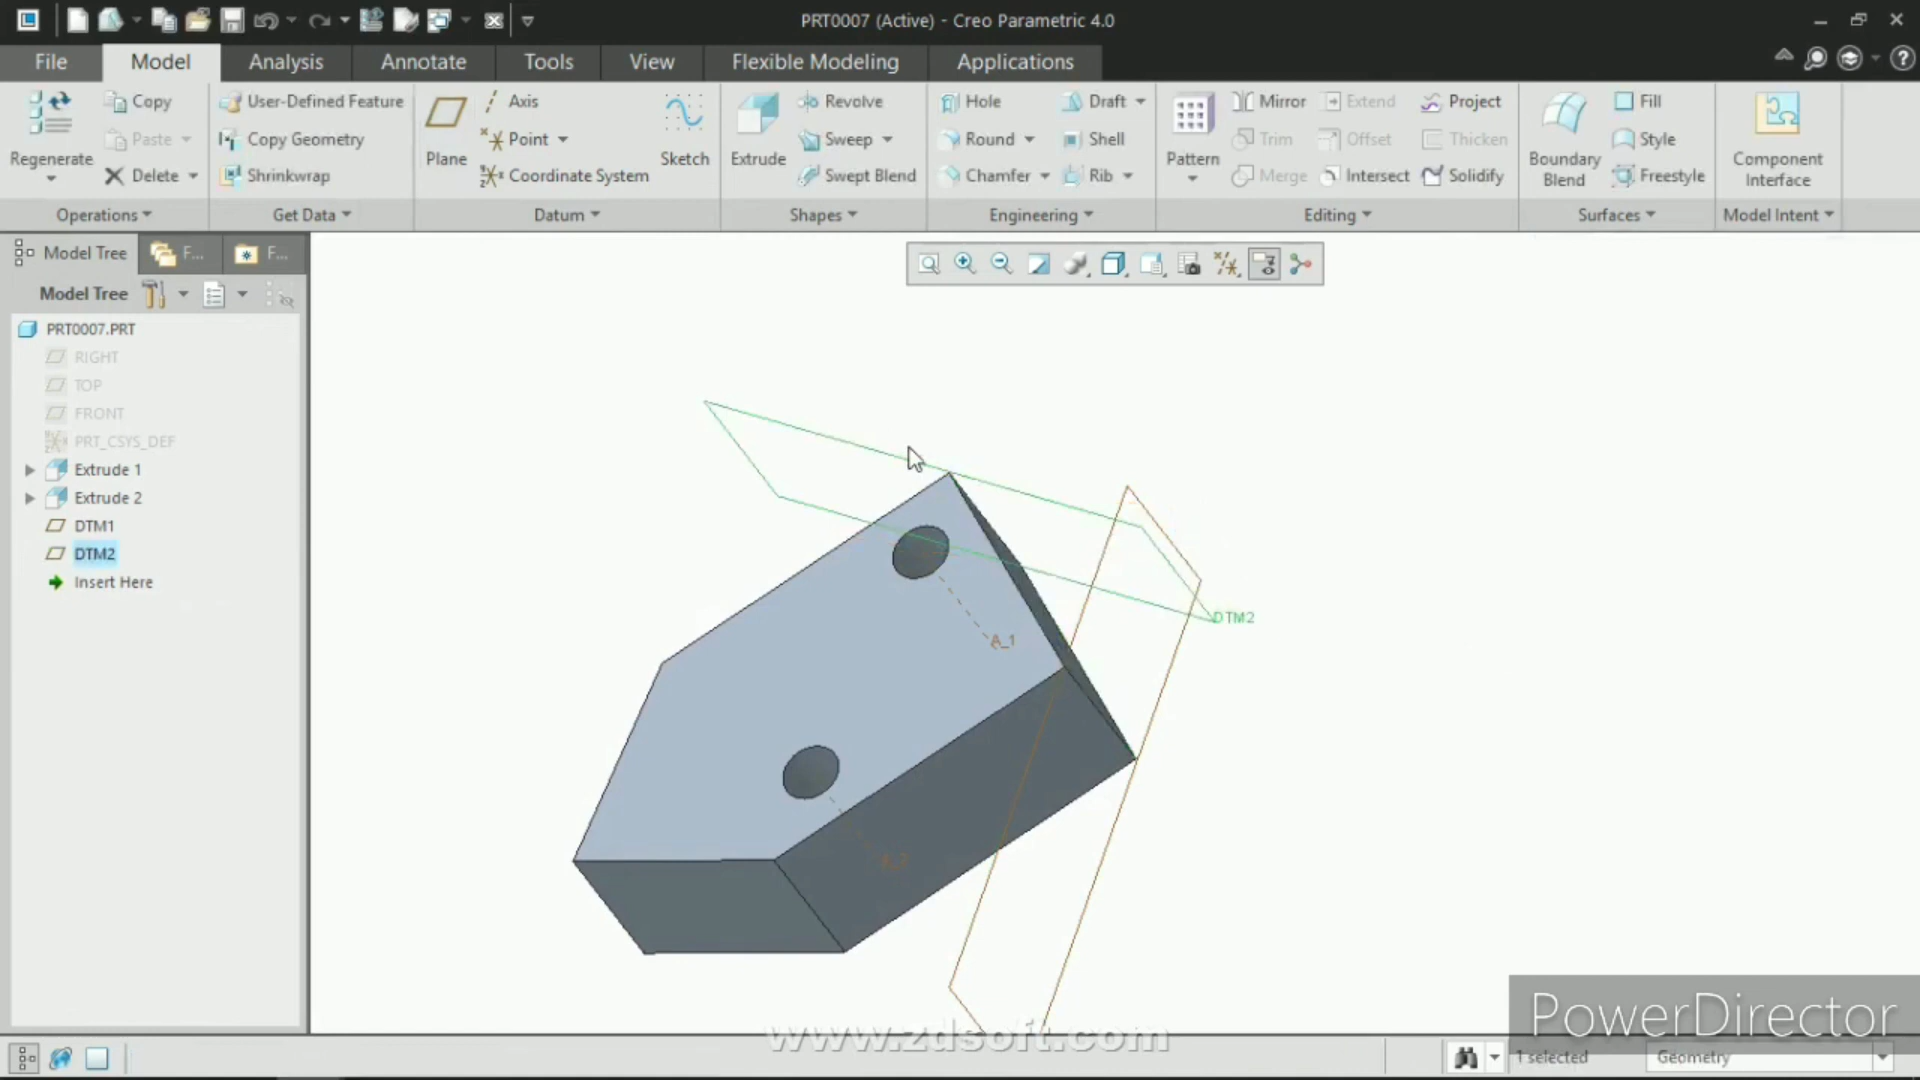 PRT0007 (Active) - Creo Parametric 4.0
File Model Analysis Annotate Tools View Flexible Modeling Applications
Regenerate
Copy
Paste
Delete
Operations
User-Defined Feature
Copy Geometry
Shrinkwrap
Get Data
Plane
Axis
Point
Coordinate System
Sketch
Datum
Extrude
Revolve
Sweep
Swept Blend
Shapes
Hole
Round
Chamfer
Draft
Shell
Rib
Engineering
Pattern
Mirror
Trim
Merge
Extend
Offset
Intersect
Project
Thicken
Solidify
Editing
Boundary
Blend
Fill
Style
Freestyle
Surfaces
Component
Interface
Model Intent
Model Tree F... F...
Model Tree
PRT0007.PRT
RIGHT
TOP
FRONT
PRT_CSYS_DEF
Extrude 1
Extrude 2
DTM1
DTM2
Insert Here
DTM2
A_1
PowerDirector
www.zdsoft.com
1 selected
Geometry